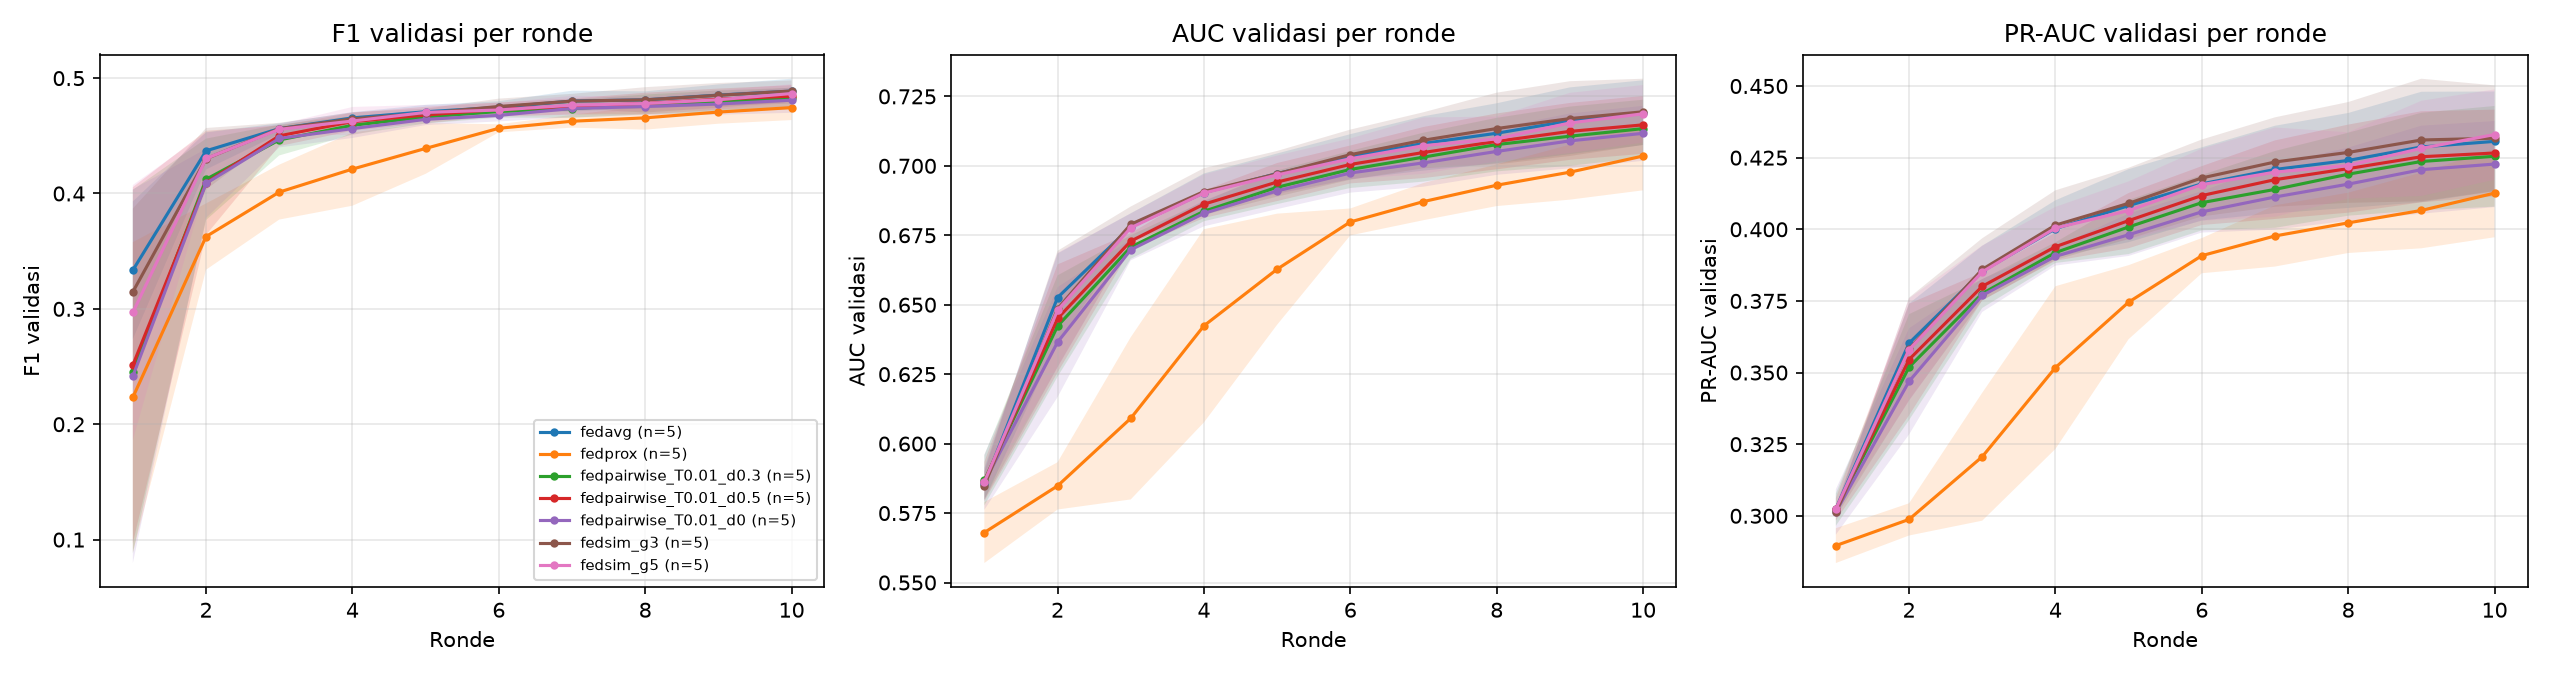 F1 validasi per ronde
F1 validasi
0.5
0.4
0.3
0.2
0.1
2 4 6 8 10
Ronde
fedavg (n=5)
fedprox (n=5)
fedpairwise_T0.01_d0.3 (n=5)
fedpairwise_T0.01_d0.5 (n=5)
fedpairwise_T0.01_d0 (n=5)
fedsim_g3 (n=5)
fedsim_g5 (n=5)
AUC validasi per ronde
AUC validasi
0.725
0.700
0.675
0.650
0.625
0.600
0.575
0.550
2 4 6 8 10
Ronde
PR-AUC validasi per ronde
PR-AUC validasi
0.450
0.425
0.400
0.375
0.350
0.325
0.300
2 4 6 8 10
Ronde